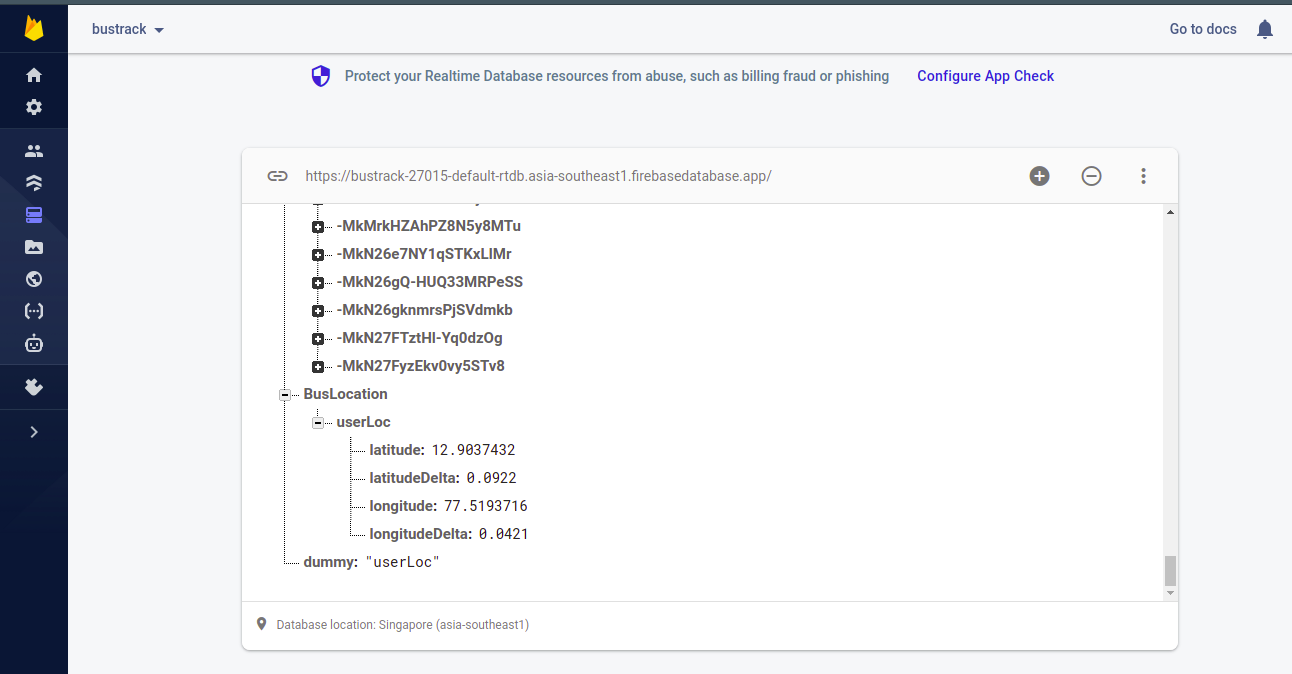 bustrack
Go to docs
Protect your Realtime Database resources from abuse, such as billing fraud or phishing Configure App Check
https://bustrack-27015-default-rtdb.asia-southeast1.firebasedatabase.app/
-MkMrkHZAhPZ8N5y8MTu
-MkN26e7NY1qSTKxLIMr
-MkN26gQ-HUQ33MRPeSS
-MkN26gknmrsPjSVdmkb
-MkN27FTztHI-Yq0dzOg
-MkN27FyzEkv0vy5STv8
BusLocation
userLoc
latitude: 12.9037432
latitudeDelta: 0.0922
longitude: 77.5193716
longitudeDelta: 0.0421
dummy: "userLoc"
Database location: Singapore (asia-southeast1)